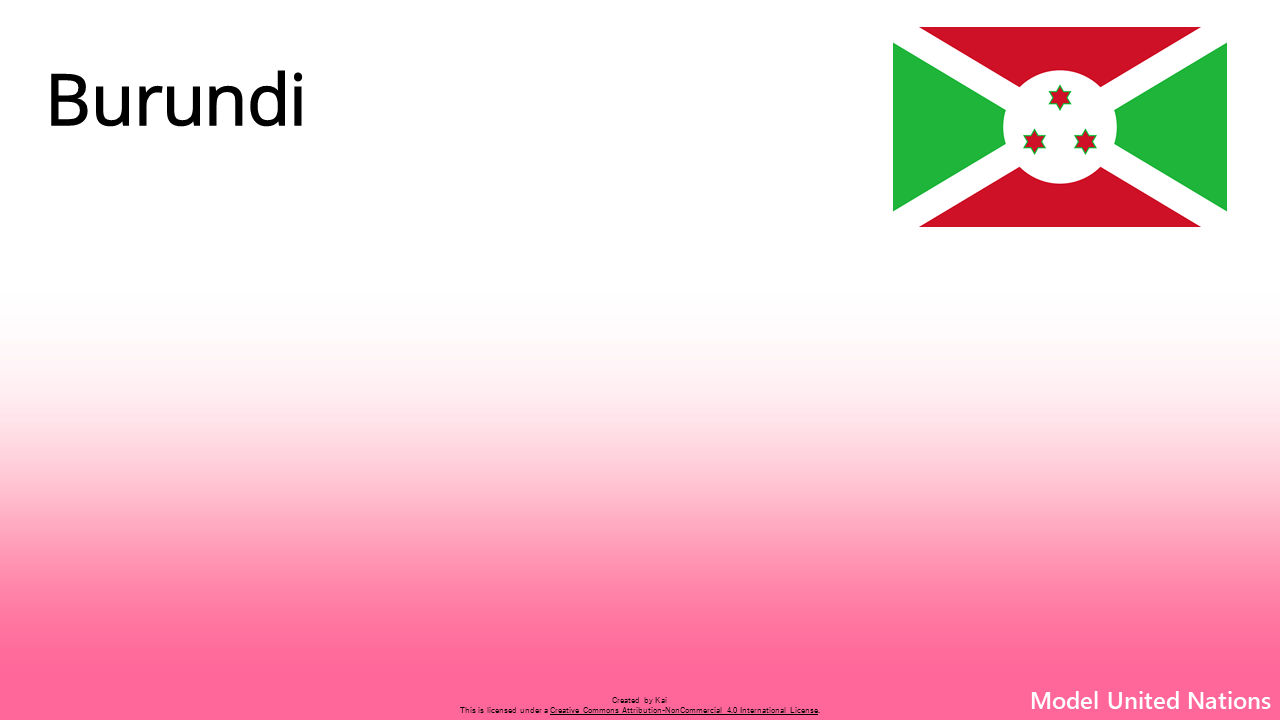 Burundi
Created by Kai
This is licensed under a Creative Commons Attribution-NonCommercial 4.0 International License.
Model United Nations